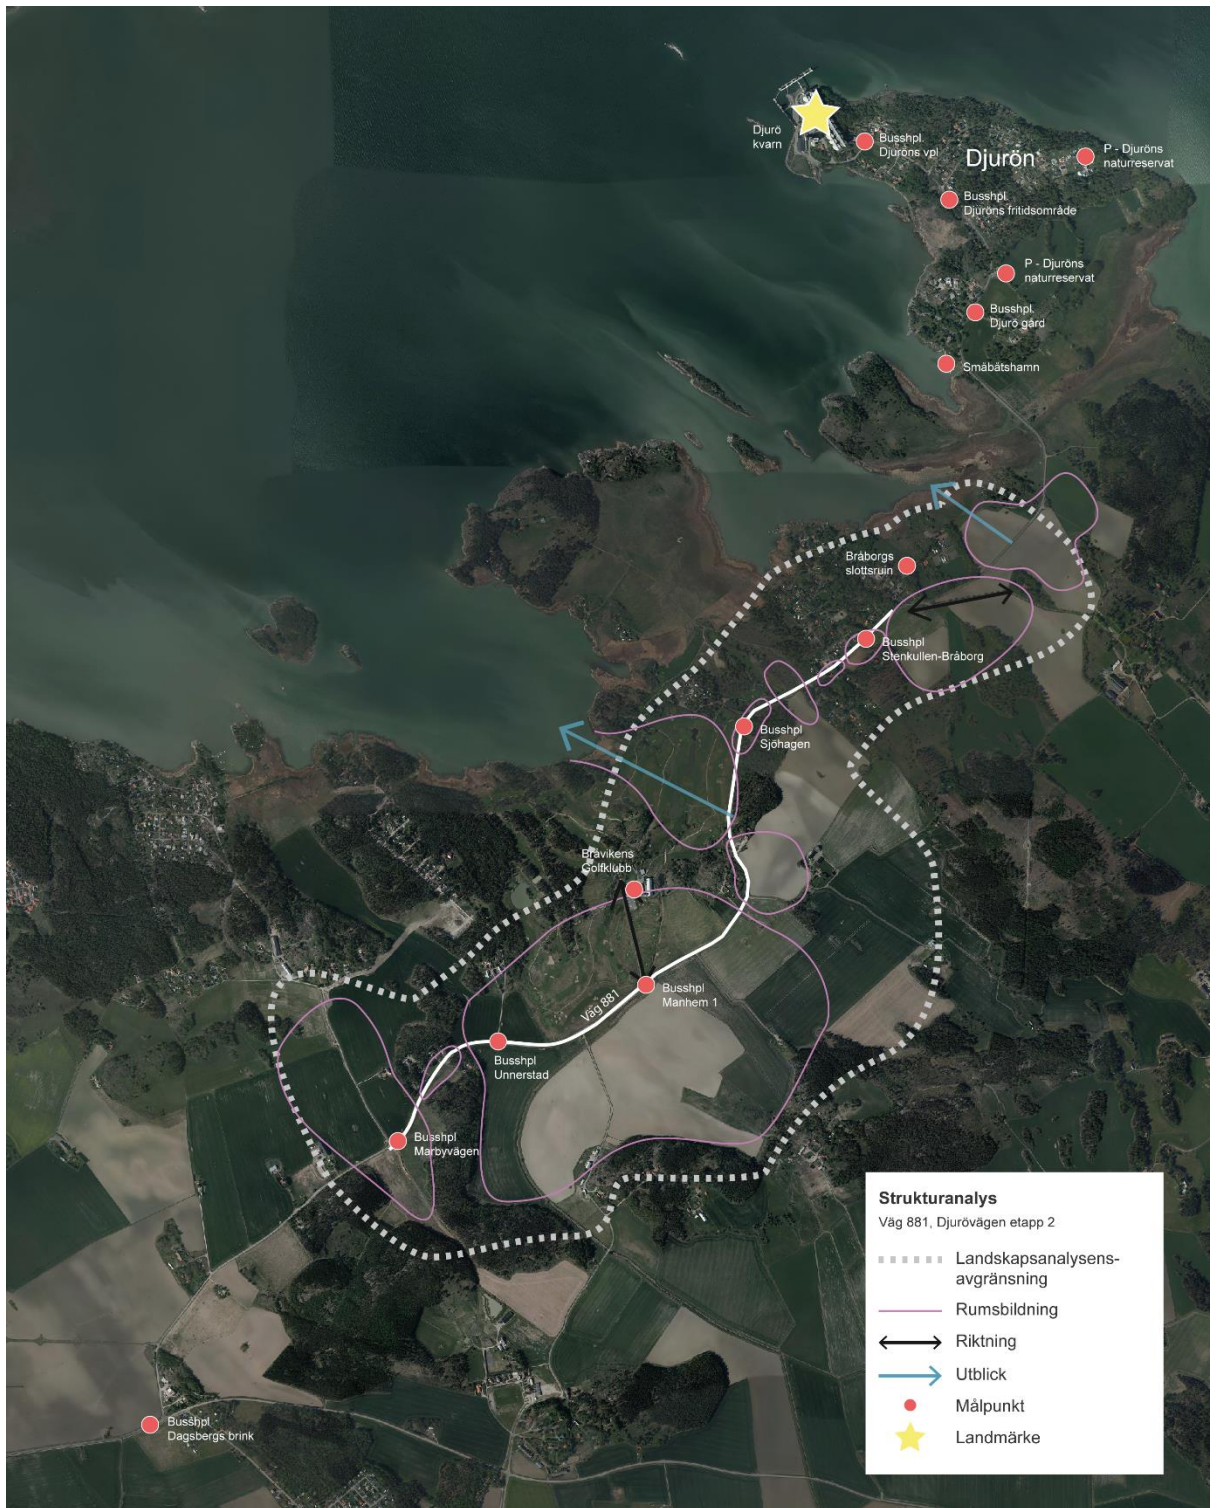 Djurö
kvarn
Busshpl.
Djuröns vpl
Djurön
P - Djuröns
naturreservat
Busshpl.
Djuröns fritidsområde
P - Djuröns
naturreservat
Busshpl.
Djurö gård
Småbåtshamn
Bråborgs
slottsruin
Busshpl
Stenkullen-Bråborg
Busshpl
Sjöhagen
Bråvikens
Golfklubb
Busshpl
Manhem 1
Väg 881
Busshpl
Unnerstad
Busshpl
Marbyvägen
Busshpl
Dagsbergs brink
Strukturanalys
Väg 881, Djurövägen etapp 2
Landskapsanalysens-
avgränsning
Rumsbildning
Riktning
Utblick
Målpunkt
Landmärke